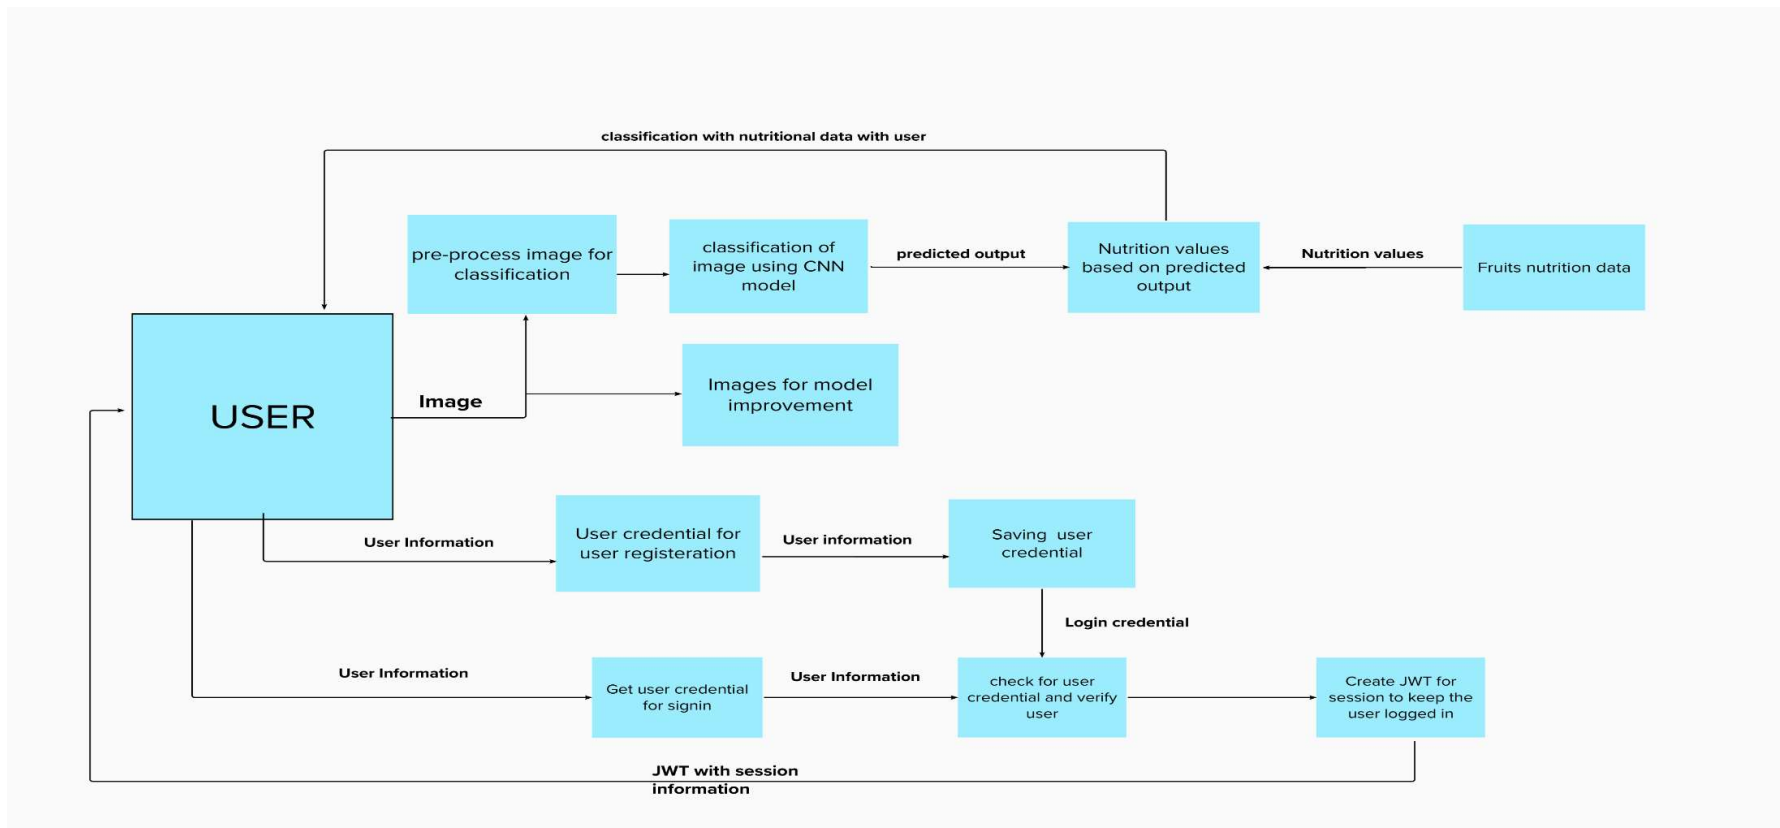 classification with nutritional data with user
pre-process image for
classification
classification of
image using CNN
model
predicted output
Nutrition values
based on predicted
output
Nutrition values
Fruits nutrition data
USER
Image
Images for model
improvement
User Information
User credential for
user registeration
User information
Saving user
credential
Login credential
User Information
Get user credential
for signin
User Information
check for user
credential and verify
user
Create JWT for
session to keep the
user logged in
JWT with session
information